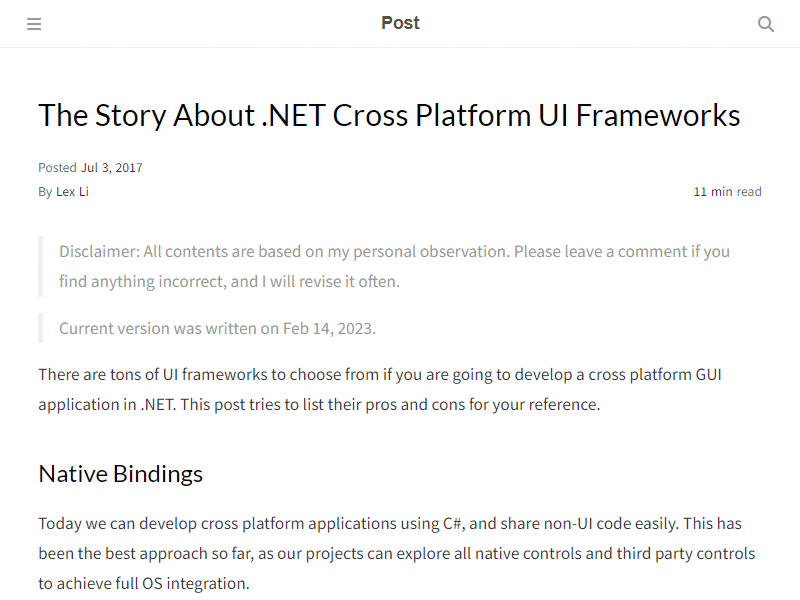 Post
The Story About .NET Cross Platform UI Frameworks
Posted Jul 3, 2017
By Lex Li 11 min read
Disclaimer: All contents are based on my personal observation. Please leave a comment if you
find anything incorrect, and I will revise it often.
Current version was written on Feb 14, 2023.
There are tons of UI frameworks to choose from if you are going to develop a cross platform GUI
application in .NET. This post tries to list their pros and cons for your reference.
Native Bindings
Today we can develop cross platform applications using C#, and share non-UI code easily. This has
been the best approach so far, as our projects can explore all native controls and third party controls
to achieve full OS integration.